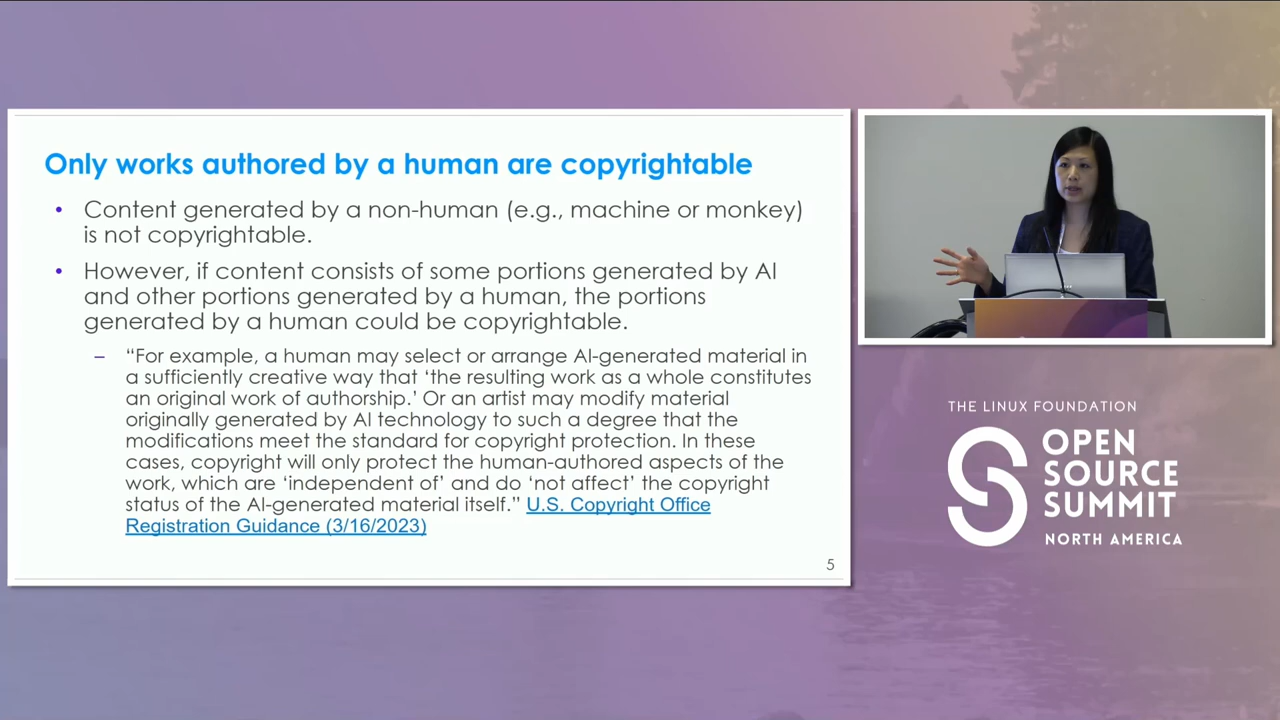 Only works authored by a human are copyrightable
• Content generated by a non-human (e.g., machine or monkey)
is not copyrightable.
• However, if content consists of some portions generated by AI
and other portions generated by a human, the portions
generated by a human could be copyrightable.
– “For example, a human may select or arrange AI-generated material in
a sufficiently creative way that ‘the resulting work as a whole constitutes
an original work of authorship.’ Or an artist may modify material
originally generated by AI technology to such a degree that the
modifications meet the standard for copyright protection. In these
cases, copyright will only protect the human-authored aspects of the
work, which are ‘independent of’ and do ‘not affect’ the copyright
status of the AI-generated material itself.” U.S. Copyright Office
Registration Guidance (3/16/2023)
5
THE LINUX FOUNDATION
OPEN
SOURCE
SUMMIT
NORTH AMERICA